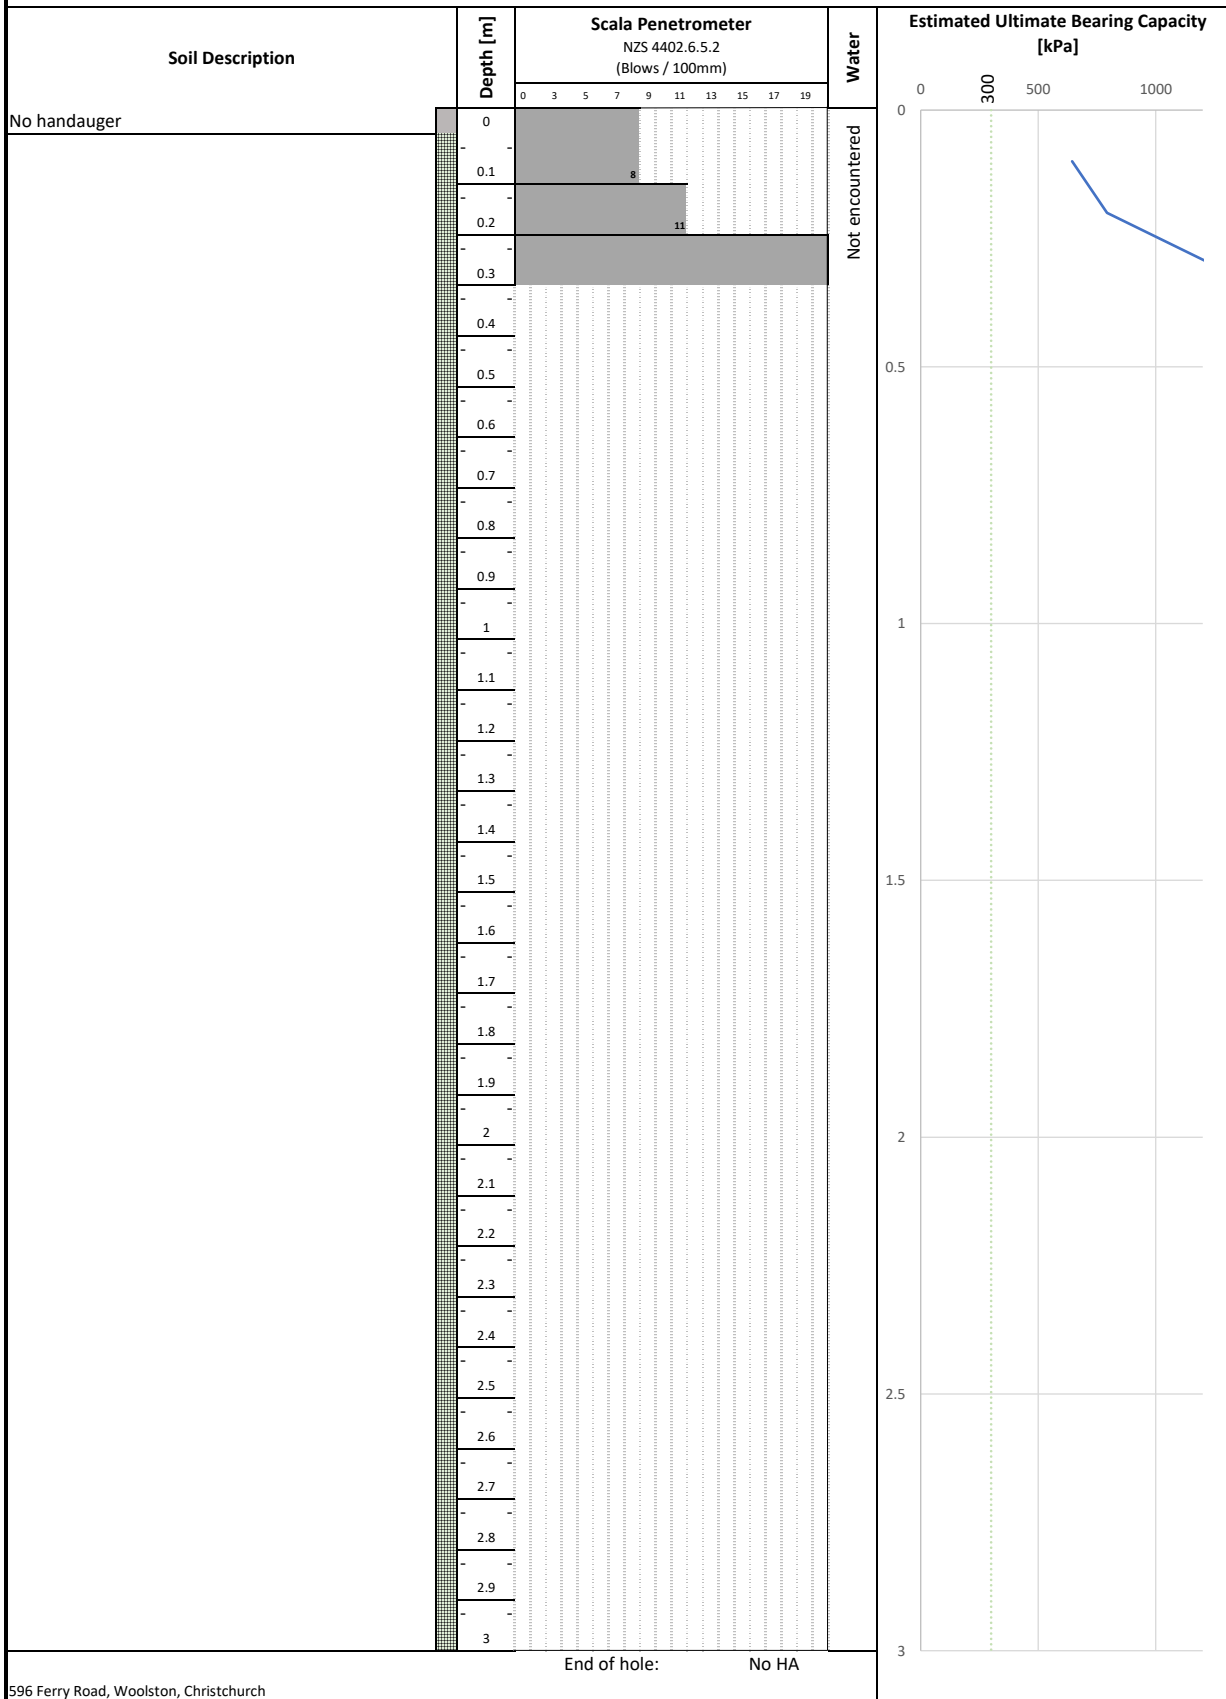 Soil Description
Depth [m]
Scala Penetrometer
NZS 4402.6.5.2
(Blows / 100mm)
0 3 5 7 9 11 13 15 17 19
Water
Estimated Ultimate Bearing Capacity
[kPa]
0 300 500 1000
No handauger
Not encountered
0
0.1
8
0.2
11
0.3
0.4
0.5
0.6
0.7
0.8
0.9
1
1.1
1.2
1.3
1.4
1.5
1.6
1.7
1.8
1.9
2
2.1
2.2
2.3
2.4
2.5
2.6
2.7
2.8
2.9
3
0
0.5
1
1.5
2
2.5
3
End of hole: No HA
596 Ferry Road, Woolston, Christchurch